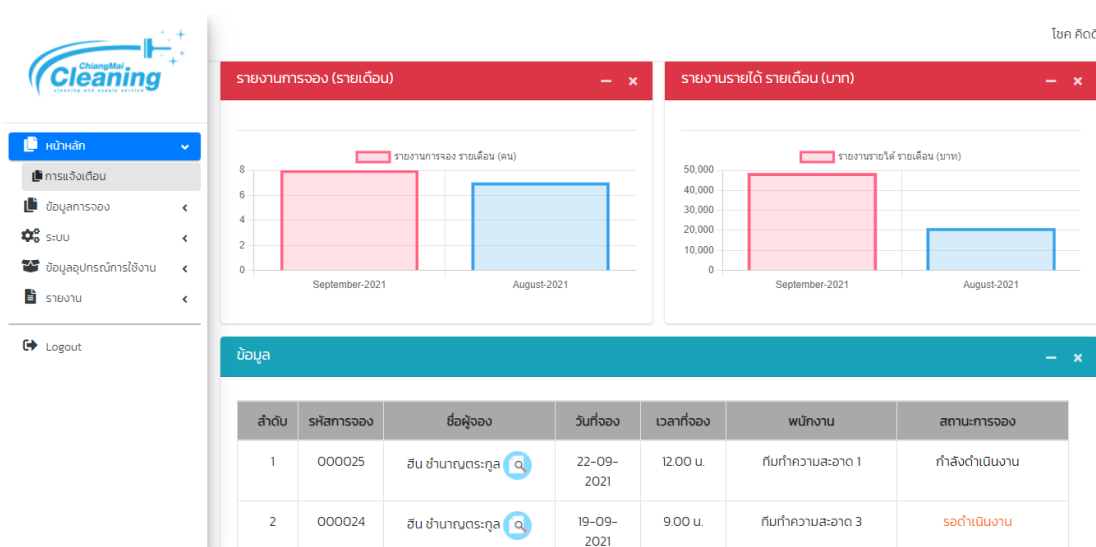 โชค คิดดี
ChiangMai
Cleaning
cleaning and supply service
หน้าหลัก
การแจ้งเตือน
ข้อมูลการจอง
ระบบ
ข้อมูลอุปกรณ์การใช้งาน
รายงาน
Logout
รายงานการจอง (รายเดือน)
รายงานการจอง รายเดือน (คน)
8
6
4
2
0
September-2021 August-2021
รายงานรายได้ รายเดือน (บาท)
รายงานรายได้ รายเดือน (บาท)
50,000
40,000
30,000
20,000
10,000
0
September-2021 August-2021
ข้อมูล
ลำดับ รหัสการจอง ชื่อผู้จอง วันที่จอง เวลาที่จอง พนักงาน สถานะการจอง
1 000025 ฮีน ชำนาญตระกูล 22-09- 12.00 น. ทีมทำความสะอาด 1 กำลังดำเนินงาน
2021
2 000024 ฮีน ชำนาญตระกูล 19-09- 9.00 น. ทีมทำความสะอาด 3 รอดำเนินงาน
2021